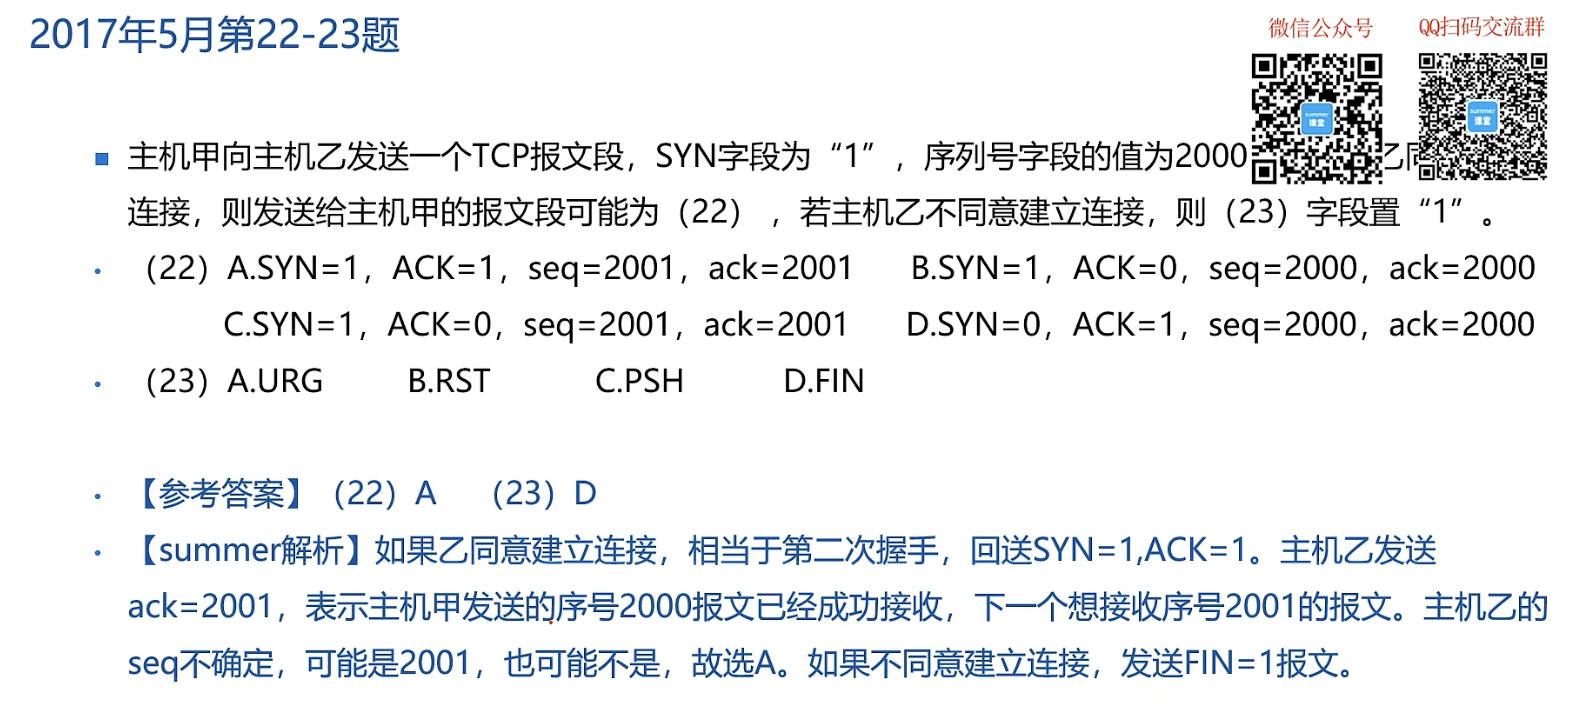 2017年5月第22-23题
微信公众号
QQ扫码交流群
summer
课堂
summer
课堂
■ 主机甲向主机乙发送一个TCP报文段，SYN字段为“1”，序列号字段的值为2000 乙同
连接，则发送给主机甲的报文段可能为（22），若主机乙不同意建立连接，则（23）字段置“1”。
• （22）A.SYN=1，ACK=1，seq=2001，ack=2001 B.SYN=1，ACK=0，seq=2000，ack=2000
C.SYN=1，ACK=0，seq=2001，ack=2001 D.SYN=0，ACK=1，seq=2000，ack=2000
• （23）A.URG B.RST C.PSH D.FIN
• 【参考答案】（22）A （23）D
• 【summer解析】如果乙同意建立连接，相当于第二次握手，回送SYN=1,ACK=1。主机乙发送
ack=2001，表示主机甲发送的序号2000报文已经成功接收，下一个想接收序号2001的报文。主机乙的
seq不确定，可能是2001，也可能不是，故选A。如果不同意建立连接，发送FIN=1报文。